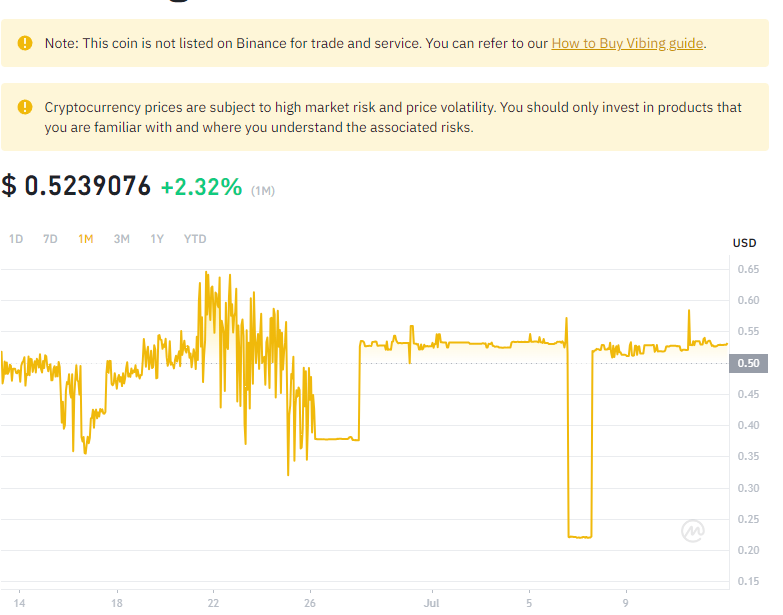 Note: This coin is not listed on Binance for trade and service. You can refer to our How to Buy Vibing guide.
Cryptocurrency prices are subject to high market risk and price volatility. You should only invest in products that
you are familiar with and where you understand the associated risks.
$ 0.5239076 +2.32% (1M)
1D 7D 1M 3M 1Y YTD
USD
0.65
0.60
0.55
0.50
0.45
0.40
0.35
0.30
0.25
0.20
0.15
14 18 22 26 Jul 5 9